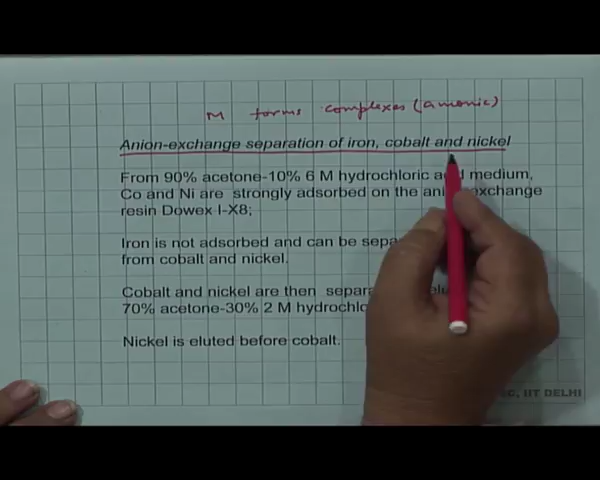 M forms complexes (anionic)
Anion-exchange separation of iron, cobalt and nickel
From 90% acetone-10% 6 M hydrochloric acid medium,
Co and Ni are strongly adsorbed on the anion exchange
resin Dowex I-X8;
Iron is not adsorbed and can be
from cobalt and nickel.
Cobalt and nickel are then
70% acetone-30% 2 M
Nickel is eluted before cobalt.
IIT DELHI